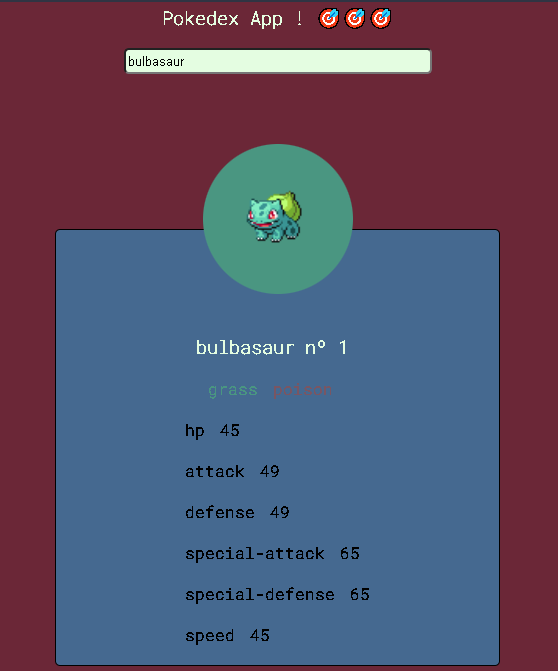 Pokedex App ! 🎯🎯🎯
bulbasaur
bulbasaur nº 1
grass poison
hp 45
attack 49
defense 49
special-attack 65
special-defense 65
speed 45